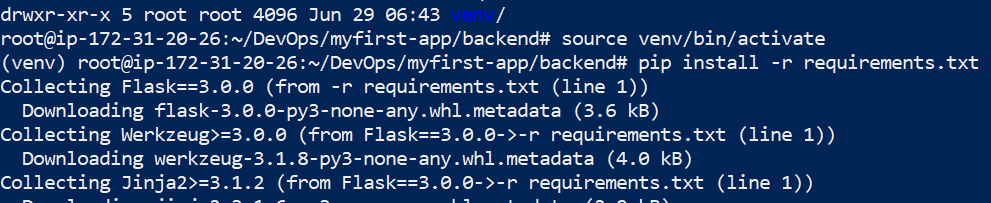 drwxr-xr-x 5 root root 4096 Jun 29 06:43 venv/
root@ip-172-31-20-26:~/DevOps/myfirst-app/backend# source venv/bin/activate
(venv) root@ip-172-31-20-26:~/DevOps/myfirst-app/backend# pip install -r requirements.txt
Collecting Flask==3.0.0 (from -r requirements.txt (line 1))
  Downloading flask-3.0.0-py3-none-any.whl.metadata (3.6 kB)
Collecting Werkzeug>=3.0.0 (from Flask==3.0.0->-r requirements.txt (line 1))
  Downloading werkzeug-3.1.8-py3-none-any.whl.metadata (4.0 kB)
Collecting Jinja2>=3.1.2 (from Flask==3.0.0->-r requirements.txt (line 1))
  Downloading